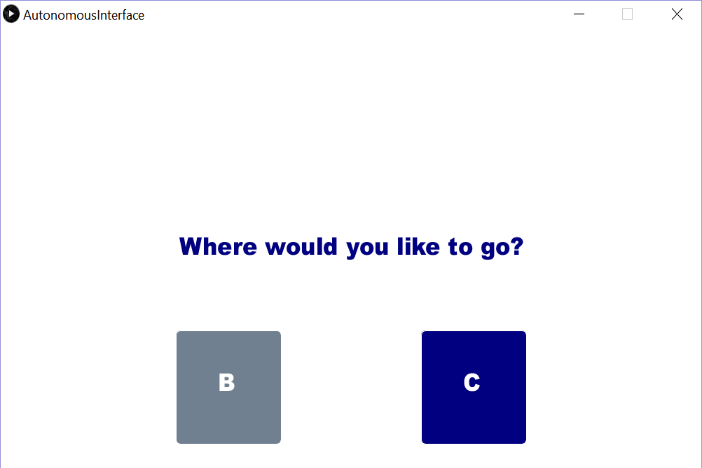 AutonomousInterface
Where would you like to go?
B
C